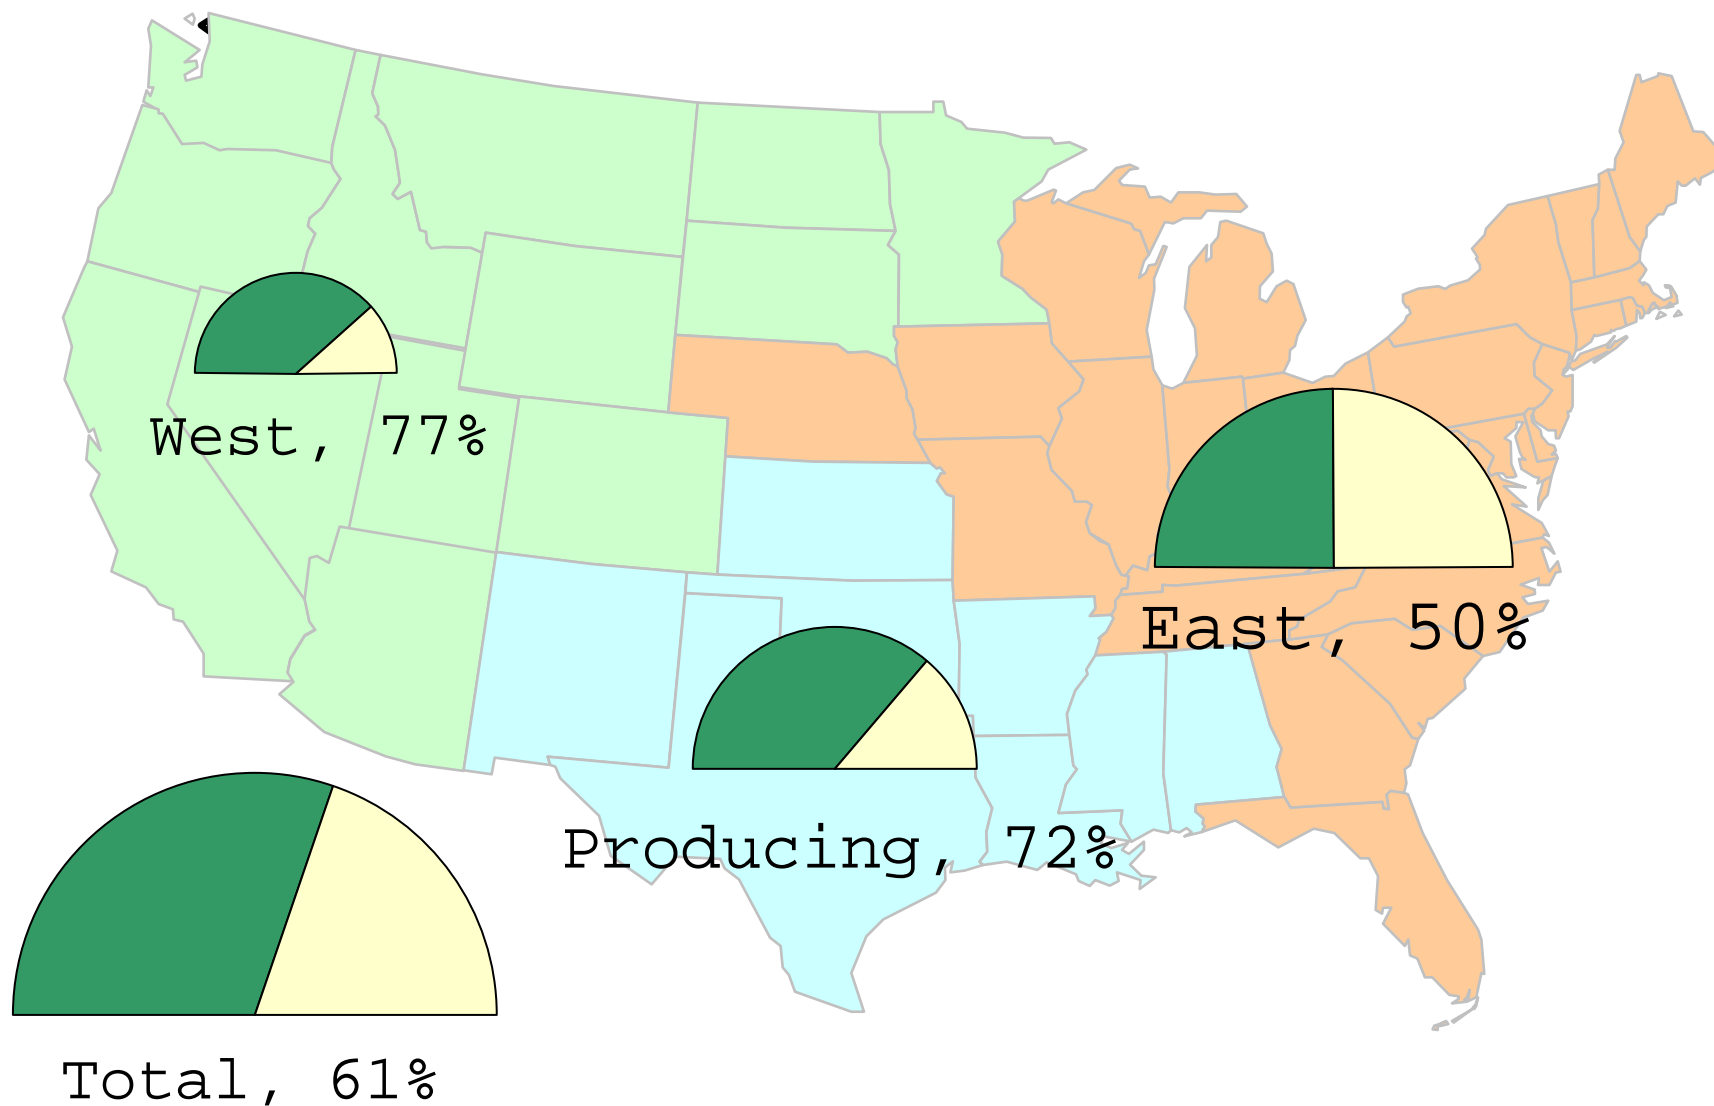 West, 77%
East, 50%
Producing, 72%
Total, 61%